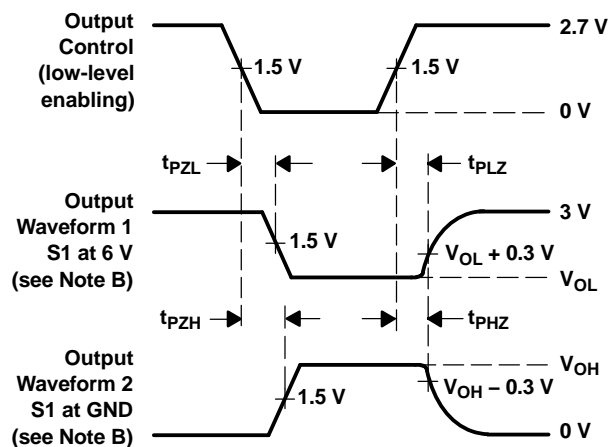 Output
Control
(low-level
enabling)
1.5 V
1.5 V
2.7 V
0 V
tPZL
tPLZ
Output
Waveform 1
S1 at 6 V
(see Note B)
1.5 V
3 V
VOL + 0.3 V
VOL
tPZH
tPHZ
Output
Waveform 2
S1 at GND
(see Note B)
1.5 V
VOH
VOH – 0.3 V
0 V